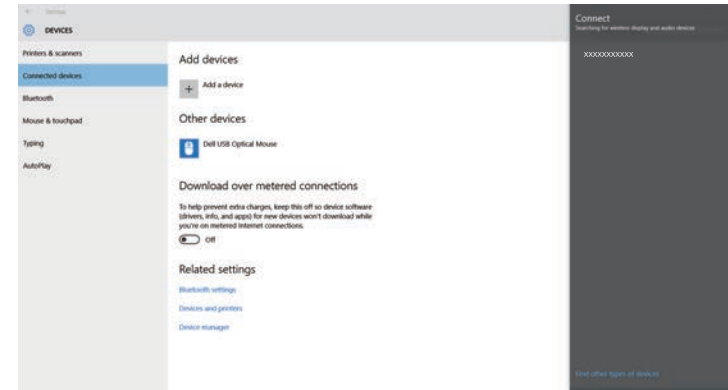 Settings
DEVICES
Printers & scanners
Connected devices
Bluetooth
Mouse & touchpad
Typing
AutoPlay
Add devices
Add a device
Other devices
Dell USB Optical Mouse
Download over metered connections
To help prevent extra charges, keep this off so device software
(drivers, info, and apps) for new devices won't download while
you're on metered Internet connections.
Off
Related settings
Bluetooth settings
Devices and printers
Device manager
Connect
Searching for wireless display and audio devices
xxxxxxxxxxx
Find other types of devices